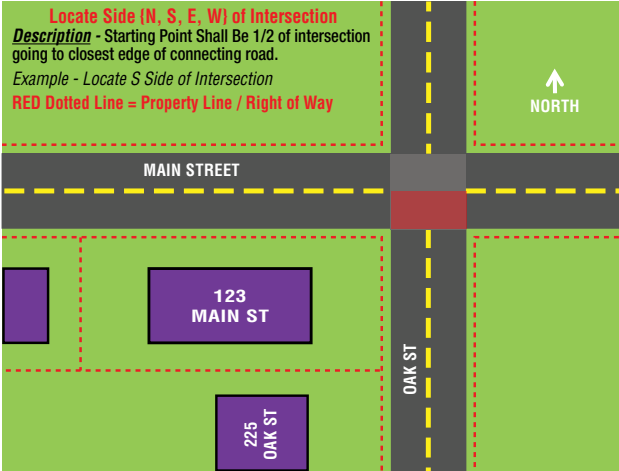 Locate Side {N, S, E, W} of Intersection
Description - Starting Point Shall Be 1/2 of intersection
going to closest edge of connecting road.
Example - Locate S Side of Intersection
RED Dotted Line = Property Line / Right of Way
NORTH
MAIN STREET
123
MAIN ST
OAK ST
225
OAK ST